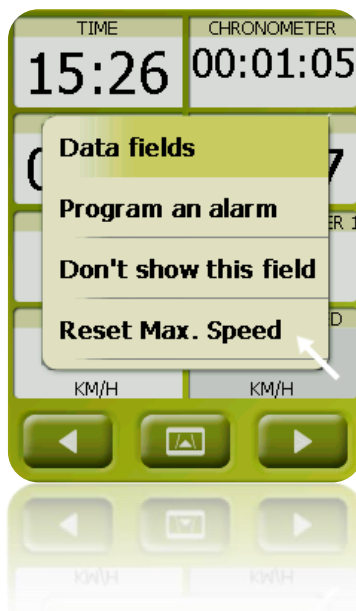 TIME CHRONOMETER
15:26 00:01:05
Data fields
Program an alarm
Don't show this field
Reset Max. Speed
KM/H KM/H